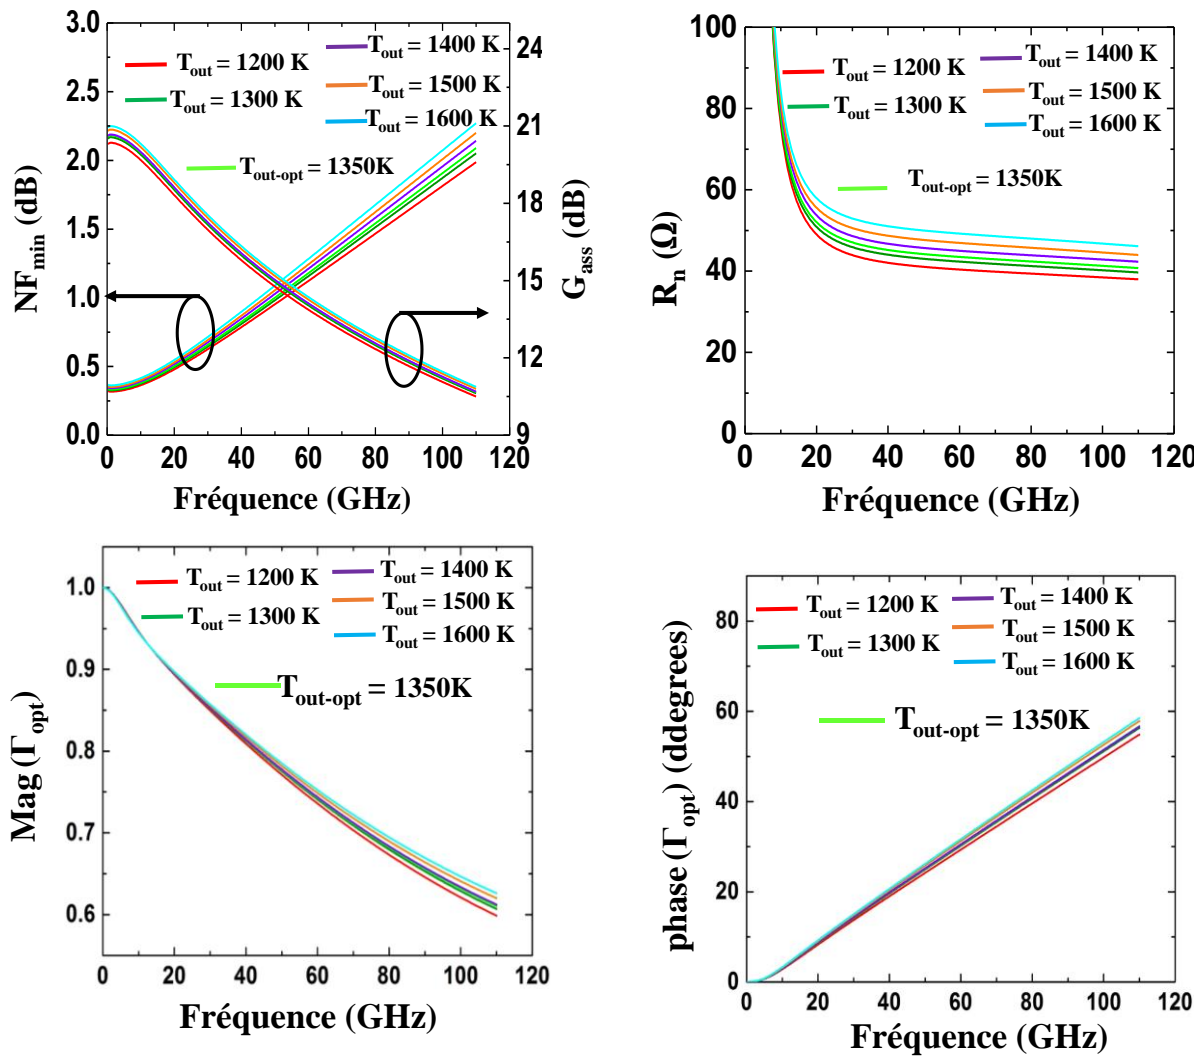 3.0
2.5
2.0
1.5
1.0
0.5
0.0
NFmin (dB)
Tout = 1200 K
Tout = 1300 K
Tout = 1400 K
Tout = 1500 K
Tout = 1600 K
Tout-opt = 1350K
24
21
18
15
12
9
Gass (dB)
0 20 40 60 80 100 120
Fréquence (GHz)
100
80
60
40
20
0
Rn (Ω)
Tout = 1200 K
Tout = 1300 K
Tout = 1400 K
Tout = 1500 K
Tout = 1600 K
Tout-opt = 1350K
0 20 40 60 80 100 120
Fréquence (GHz)
1.0
0.9
0.8
0.7
0.6
Mag (Γopt)
Tout = 1200 K
Tout = 1300 K
Tout = 1400 K
Tout = 1500 K
Tout = 1600 K
Tout-opt = 1350K
0 20 40 60 80 100 120
Fréquence (GHz)
80
60
40
20
0
phase (Γopt) (ddegrees)
Tout = 1200 K
Tout = 1300 K
Tout = 1400 K
Tout = 1500 K
Tout = 1600 K
Tout-opt = 1350K
0 20 40 60 80 100 120
Fréquence (GHz)